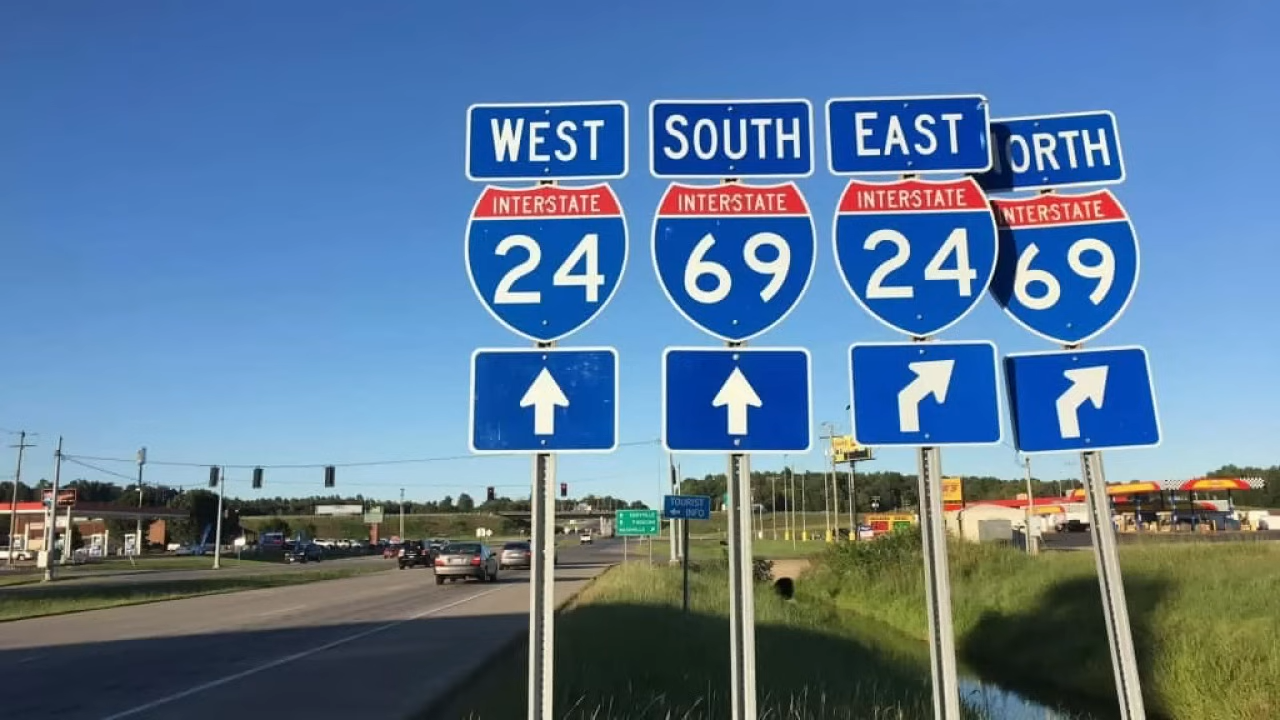 WEST
SOUTH
EAST
ORTH
INTERSTATE
24
INTERSTATE
69
INTERSTATE
24
INTERSTATE
69
TOURIST
INFO